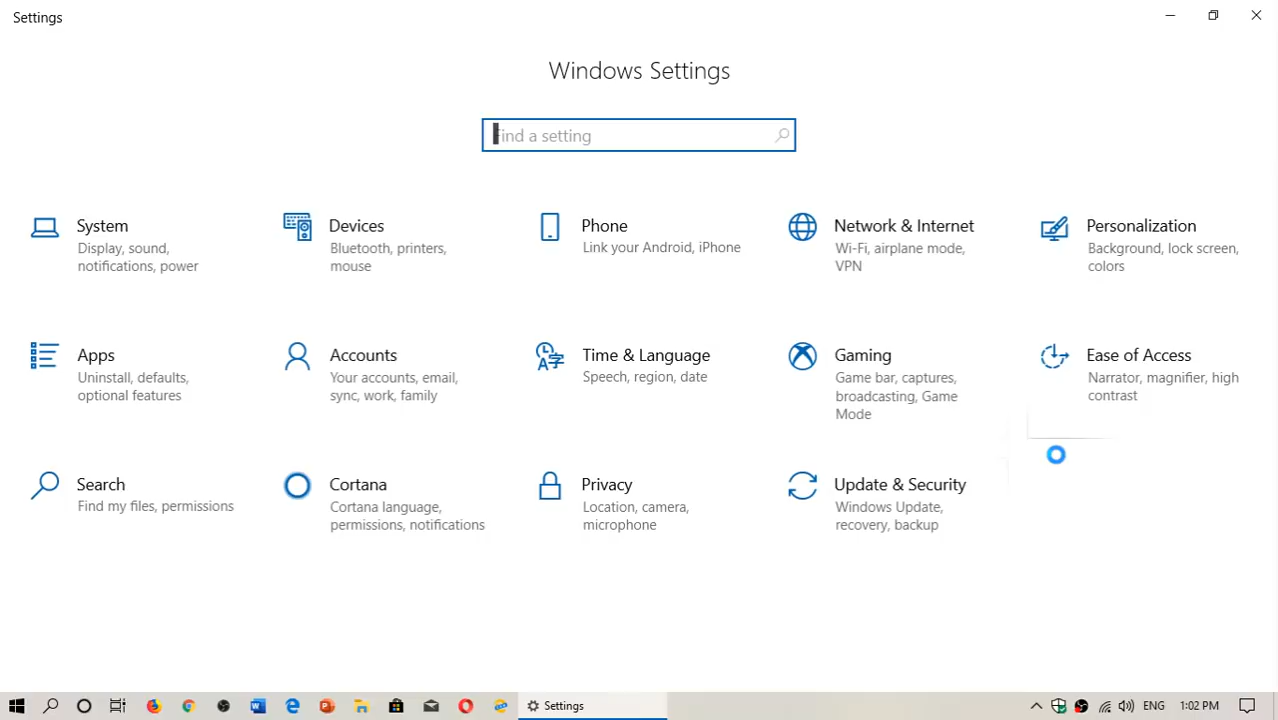 Settings
Windows Settings
Find a setting
System
Display, sound,
notifications, power
Devices
Bluetooth, printers,
mouse
Phone
Link your Android, iPhone
Network & Internet
Wi-Fi, airplane mode,
VPN
Personalization
Background, lock screen,
colors
Apps
Uninstall, defaults,
optional features
Accounts
Your accounts, email,
sync, work, family
Time & Language
Speech, region, date
Gaming
Game bar, captures,
broadcasting, Game
Mode
Ease of Access
Narrator, magnifier, high
contrast
Search
Find my files, permissions
Cortana
Cortana language,
permissions, notifications
Privacy
Location, camera,
microphone
Update & Security
Windows Update,
recovery, backup
Settings
ENG
1:02 PM